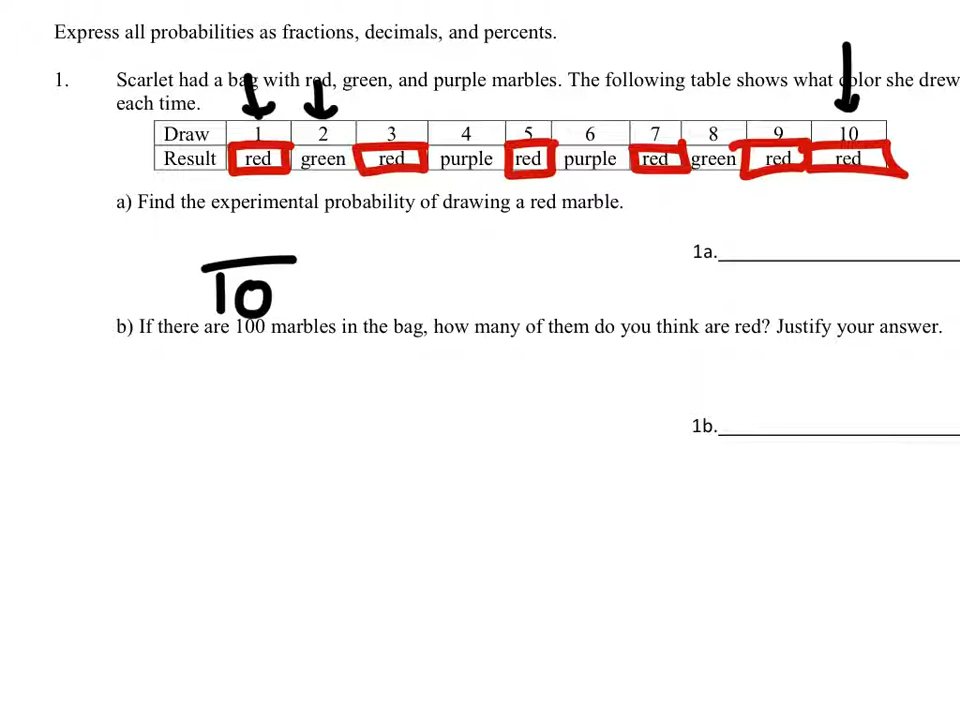 Express all probabilities as fractions, decimals, and percents.
1. Scarlet had a bag with red, green, and purple marbles. The following table shows what color she drew
each time.
Draw 1 2 3 4 5 6 7 8 9 10
Result red green red purple red purple red green red red
a) Find the experimental probability of drawing a red marble.
1a.
10
b) If there are 100 marbles in the bag, how many of them do you think are red? Justify your answer.
1b.